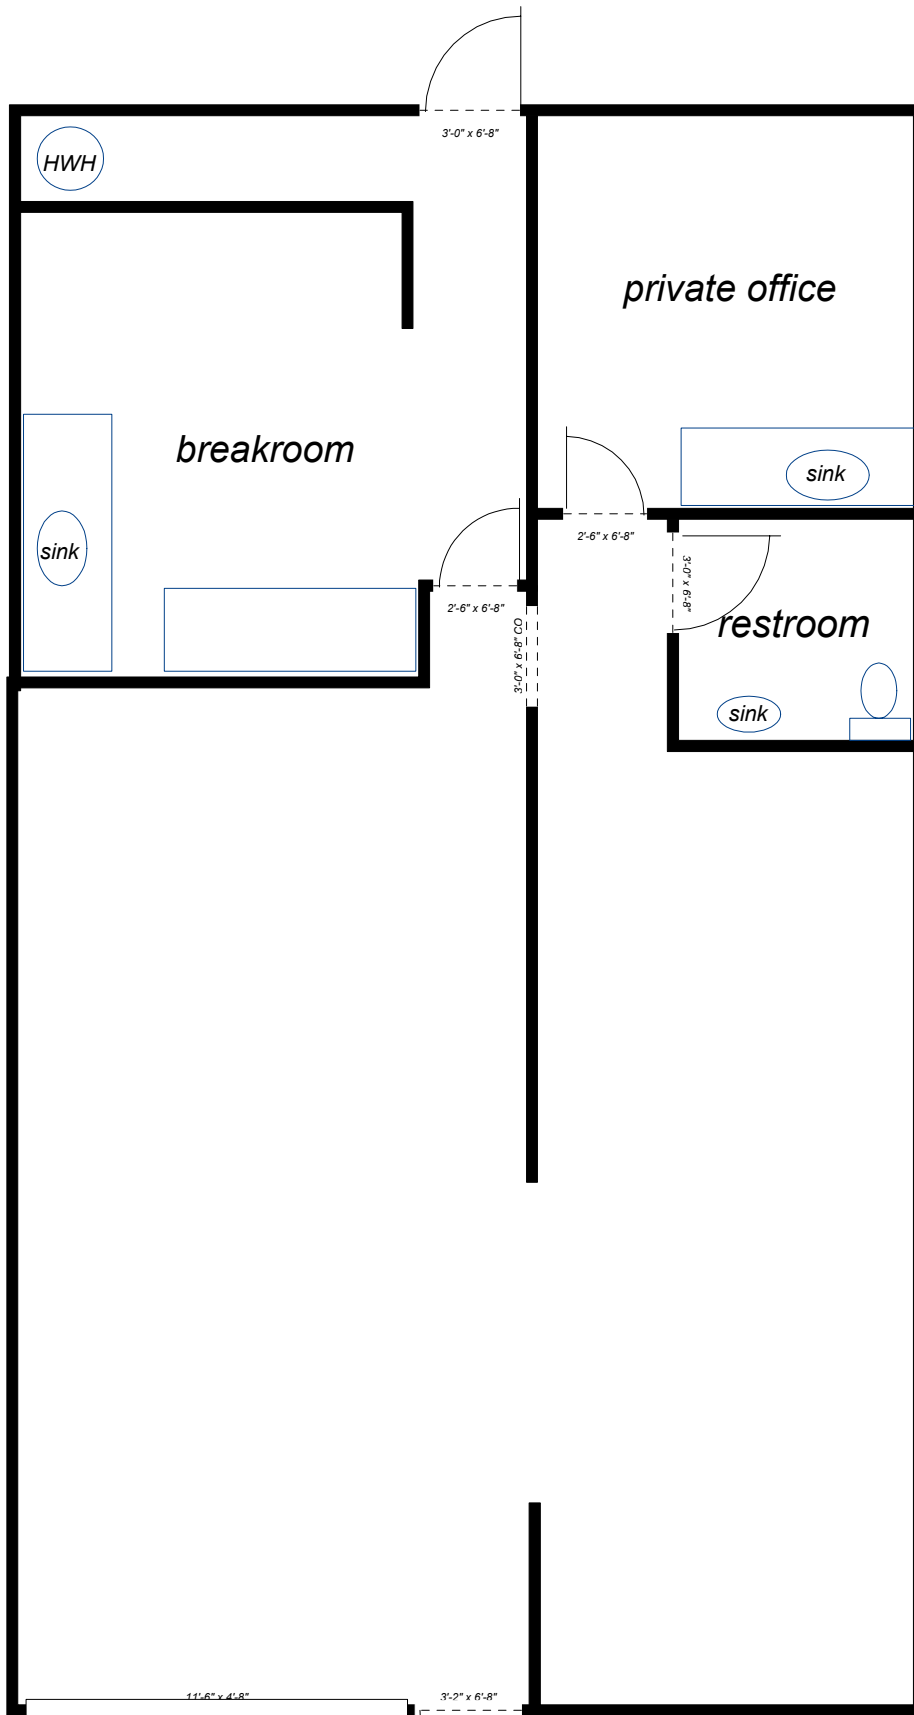 3'-0" x 6'-8"
HWH
private office
breakroom
sink
2'-6" x 6'-8"
sink
3'-0" x 6'-8"
2'-6" x 6'-8"
restroom
3'-0" x 6'-8" CO
sink
11'-6" x 4'-8"
3'-2" x 6'-8"